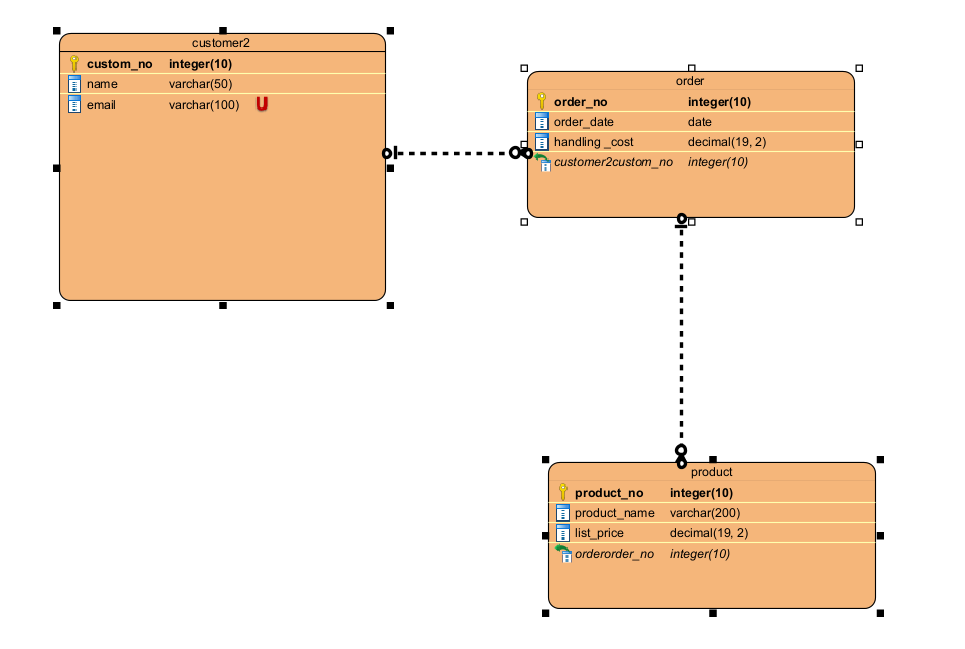 customer2
custom_no integer(10)
name varchar(50)
email varchar(100) U
order
order_no integer(10)
order_date date
handling _cost decimal(19, 2)
customer2custom_no integer(10)
product
product_no integer(10)
product_name varchar(200)
list_price decimal(19, 2)
orderorder_no integer(10)